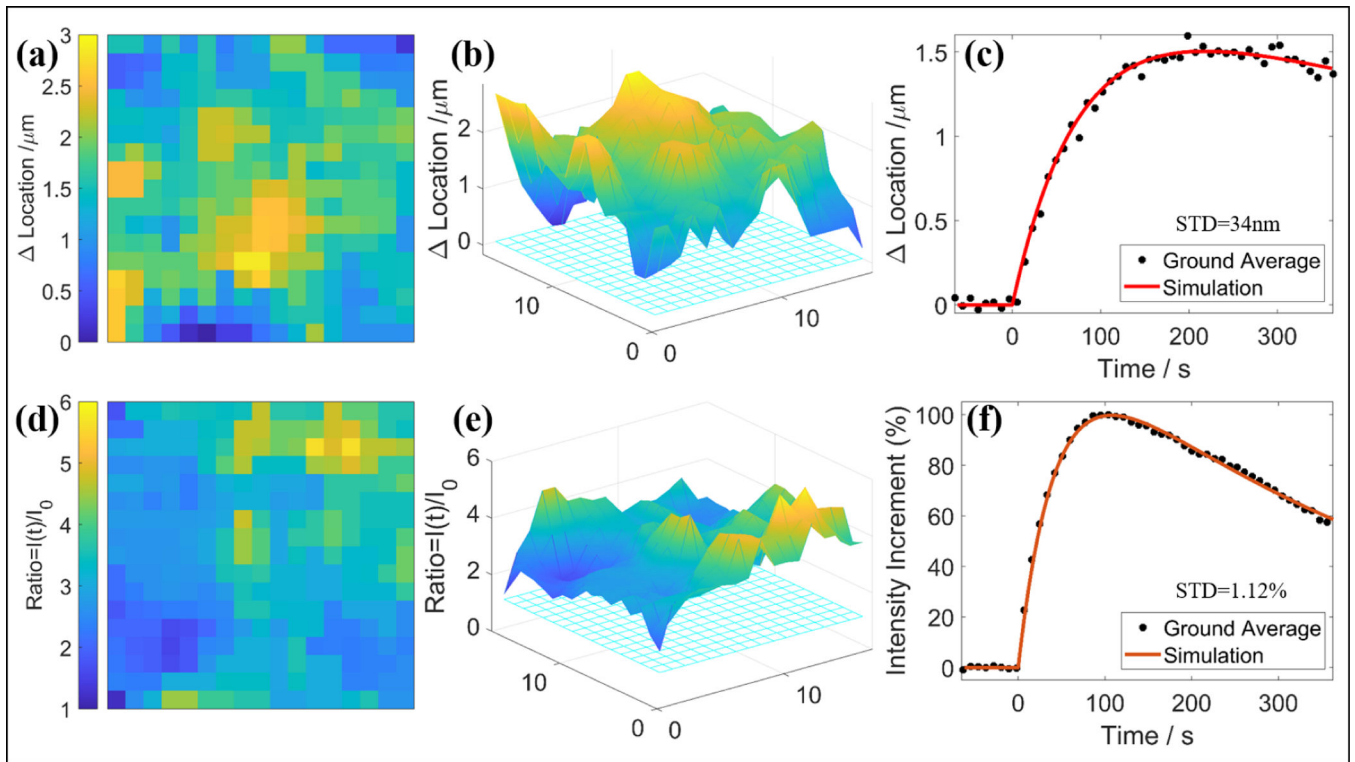 (a)
Δ Location /μm
3
2.5
2
1.5
1
0.5
0
(b)
Δ Location /μm
2
1
0
10
0
0
10
(c)
Δ Location /μm
1.5
1
0.5
0
STD=34nm
Ground Average
Simulation
0 100 200 300
Time / s
(d)
Ratio=I(t)/I0
6
5
4
3
2
1
(e)
Ratio=I(t)/I0
6
4
2
0
10
0
0
10
(f)
Intensity Increment (%)
100
80
60
40
20
0
STD=1.12%
Ground Average
Simulation
0 100 200 300
Time / s